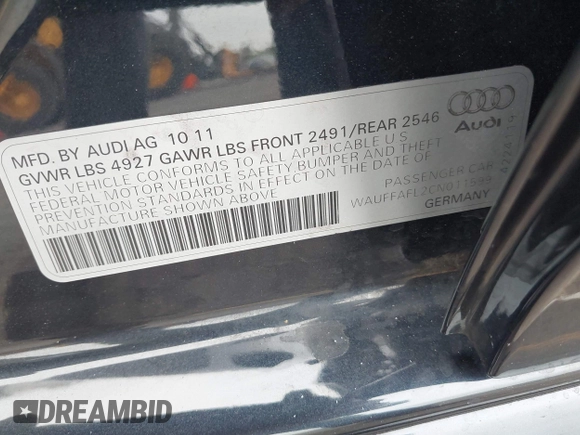 MFD. BY AUDI AG 10 11
GVWR LBS 4927 GAWR LBS FRONT 2491/REAR 2546
THIS VEHICLE CONFORMS TO ALL APPLICABLE U S
FEDERAL MOTOR VEHICLE SAFETY BUMPER AND THEFT
PREVENTION STANDARDS IN EFFECT ON THE DATE OF
MANUFACTURE SHOWN ABOVE
Audi
PASSENGER CAR
GERMANY
DREAMBID